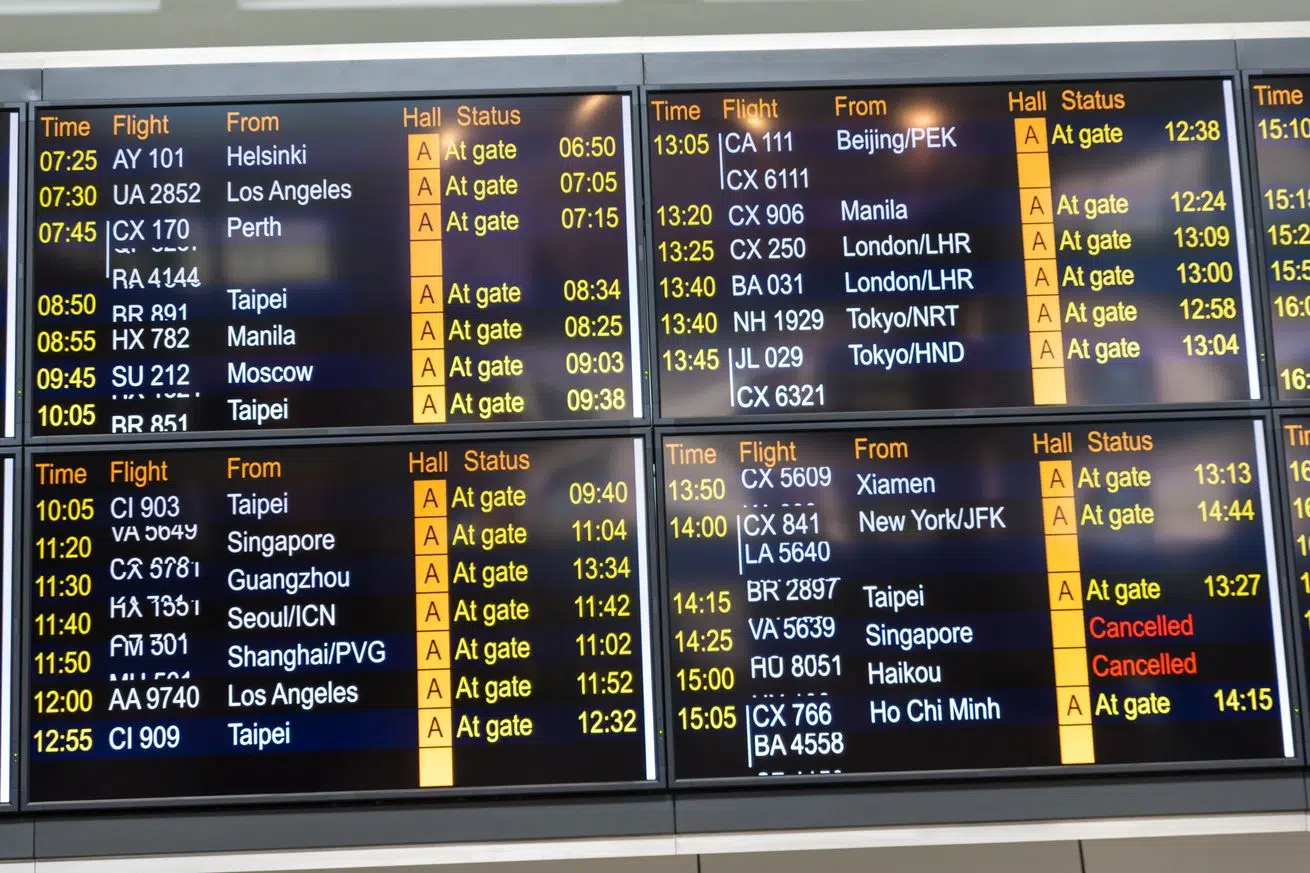 Time Flight From Hall Status
07:25 AY 101 Helsinki A At gate 06:50
07:30 UA 2852 Los Angeles A At gate 07:05
07:45 CX 170 Perth A At gate 07:15
RA 4144
08:50 BR 891 Taipei A At gate 08:34
08:55 HX 782 Manila A At gate 08:25
09:45 SU 212 Moscow A At gate 09:03
10:05 BR 851 Taipei A At gate 09:38
Time Flight From Hall Status
13:05 CA 111 Beijing/PEK A At gate 12:38
CX 6111
13:20 CX 906 Manila A At gate 12:24
13:25 CX 250 London/LHR A At gate 13:09
13:40 BA 031 London/LHR A At gate 13:00
13:40 NH 1929 Tokyo/NRT A At gate 12:58
13:45 JL 029 Tokyo/HND A At gate 13:04
CX 6321
Time
15:10
Time Flight From Hall Status
10:05 CI 903 Taipei A At gate 09:40
11:20 VA 5649 Singapore A At gate 11:04
11:30 Guangzhou A At gate 13:34
11:40 Seoul/ICN A At gate 11:42
11:50 301 Shanghai/PVG A At gate 11:02
12:00 AA 9740 Los Angeles A At gate 11:52
12:55 CI 909 Taipei A At gate 12:32
Time Flight From Hall Status
13:50 CX 5609 Xiamen A At gate 13:13
14:00 CX 841 New York/JFK A At gate 14:44
LA 5640
14:15 BR 2897 Taipei A At gate 13:27
14:25 VA 5639 Singapore Cancelled
15:00 HU 8051 Haikou Cancelled
15:05 CX 766 Ho Chi Minh A At gate 14:15
BA 4558